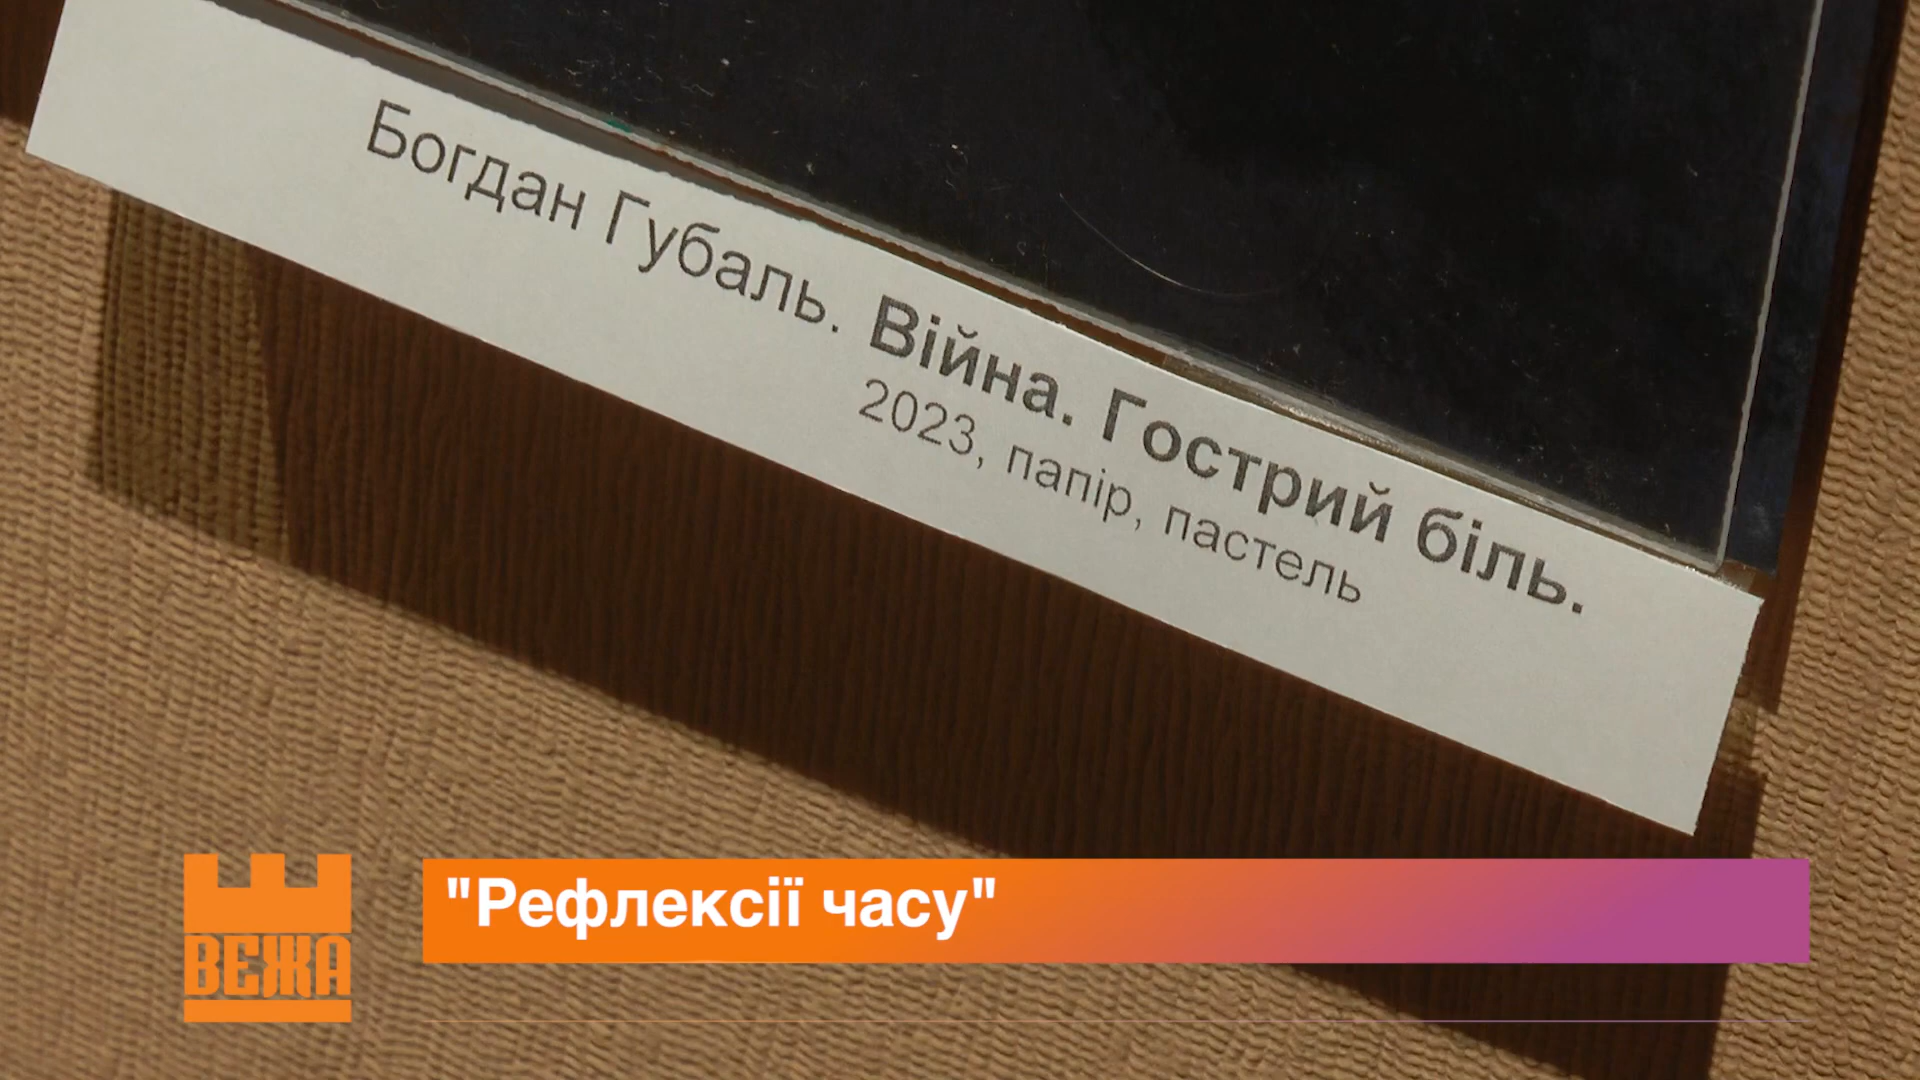 Богдан Губаль. Війна. Гострий біль.
2023, папір, пастель
"Рефлексії часу"
ВЕЖА